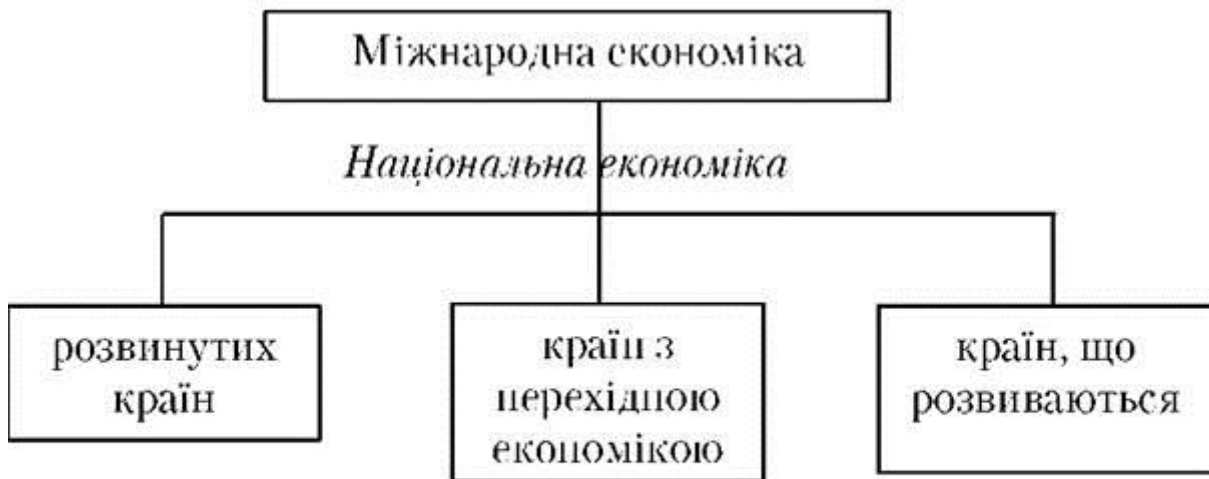 Міжнародна економіка
Національна економіка
розвинутих
країн
країн з
перехідною
економікою
країн, що
розвиваються